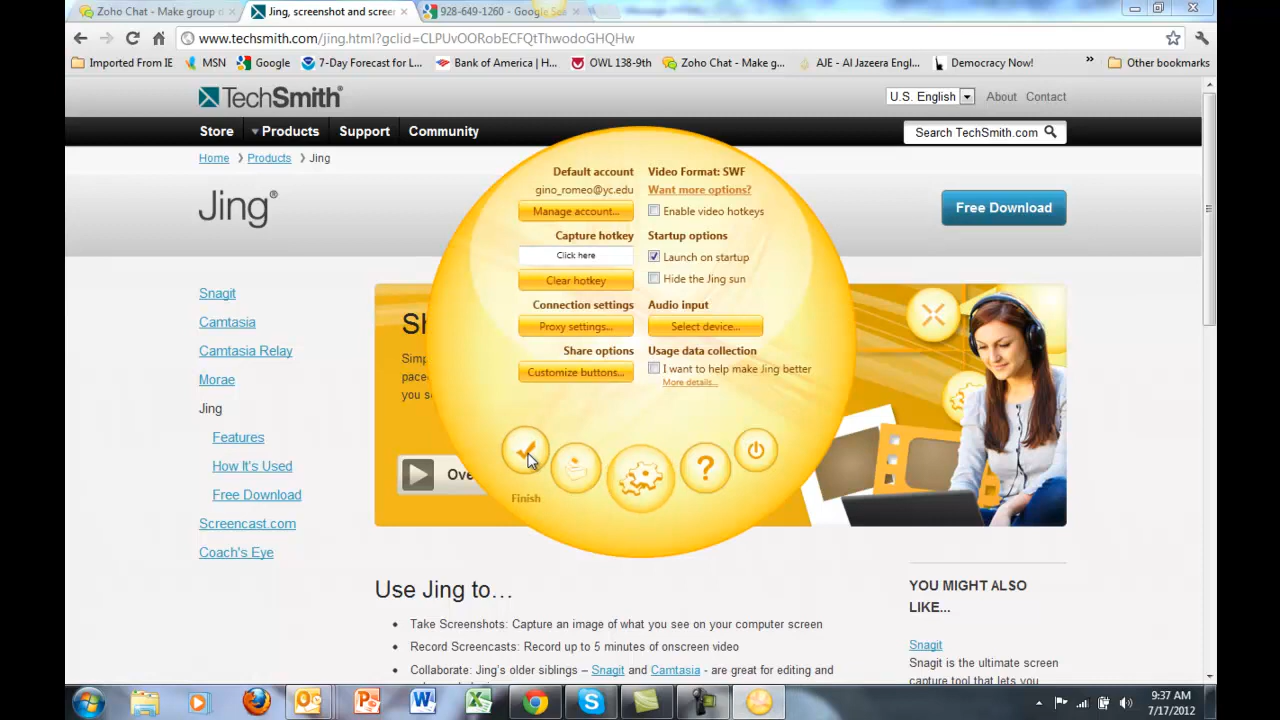 Zoho Chat - Make group d
Jing, screenshot and scree
928-649-1260 - Google Se
www.techsmith.com/jing.html?gclid=CLPUvOORobECFQtThwodoGHQHw
Imported From IE
MSN
Google
7-Day Forecast for L...
Bank of America | H...
OWL 138-9th
Zoho Chat - Make g...
AJE - Al Jazeera Engl...
Democracy Now!
»
Other bookmarks
TechSmith
U.S. English
About
Contact
Store
Products
Support
Community
Search TechSmith.com
Home > Products > Jing
Jing®
Free Download
Snagit
Camtasia
Camtasia Relay
Morae
Jing
Features
How It's Used
Free Download
Screencast.com
Coach's Eye
Default account
gino_romeo@yc.edu
Manage account...
Capture hotkey
Click here
Clear hotkey
Connection settings
Proxy settings...
Share options
Customize buttons...
Video Format: SWF
Want more options?
Enable video hotkeys
Startup options
Launch on startup
Hide the Jing sun
Audio input
Select device...
Usage data collection
I want to help make Jing better
More details...
?
Finish
Use Jing to...
Take Screenshots: Capture an image of what you see on your computer screen
Record Screencasts: Record up to 5 minutes of onscreen video
Collaborate: Jing's older siblings – Snagit and Camtasia - are great for editing and
YOU MIGHT ALSO
LIKE...
Snagit
Snagit is the ultimate screen
capture tool that lets you
9:37 AM
7/17/2012